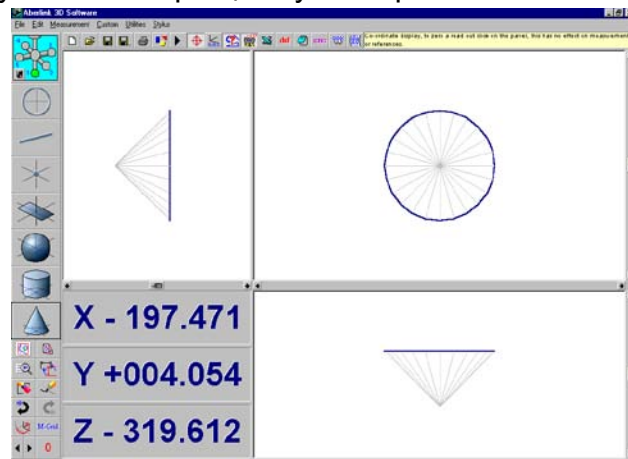 Aberlink 3D Software
File Edit Measurement Custom Utilities Stylus
Co-ordinate display, to zero a read out click on the panel, this has no effect on measurement
or references.
X - 197.471
Y +004.054
Z - 319.612
M-Grid
0